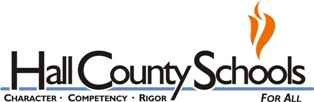 Hall County Schools
Character · Competency · Rigor For All